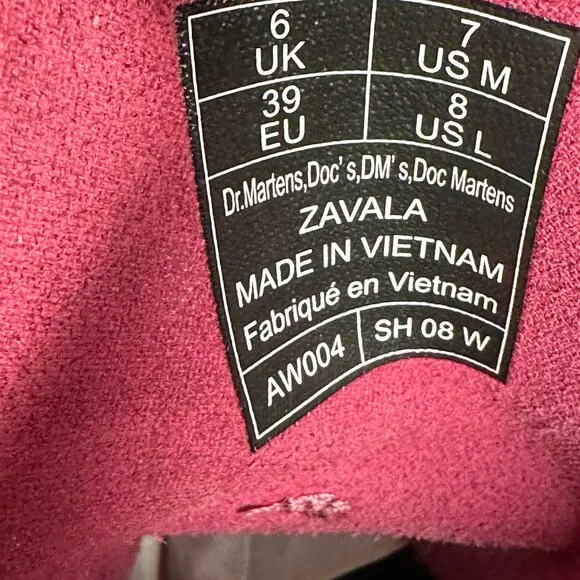 6 7
UK US M
39 8
EU US L
Dr.Martens,Doc's,DM's,Doc Martens
ZAVALA
MADE IN VIETNAM
Fabriqué en Vietnam
AW004 SH 08 W